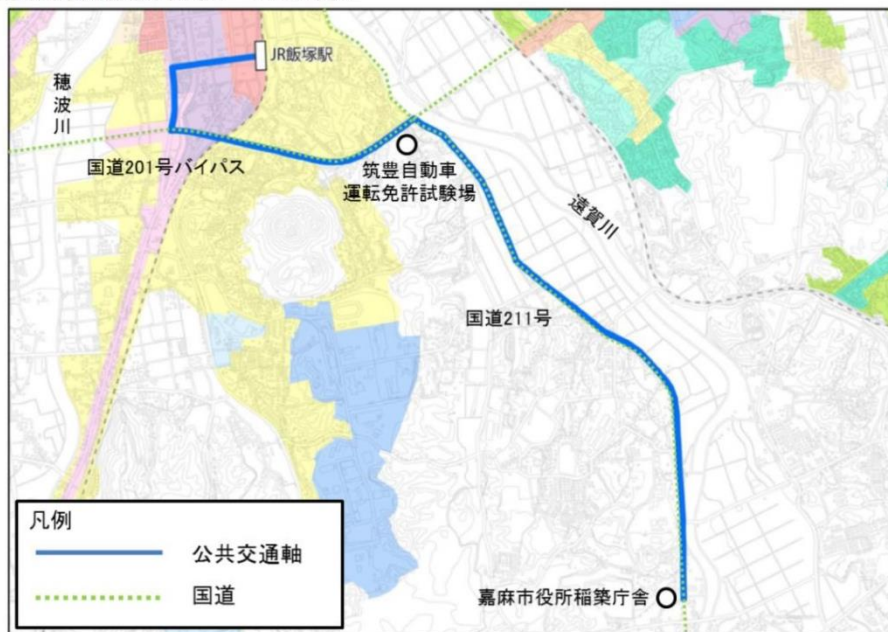 JR飯塚駅
穂波川
国道201号バイパス
筑豊自動車
運転免許試験場
遠賀川
国道211号
凡例
公共交通軸
国道
嘉麻市役所稲築庁舎